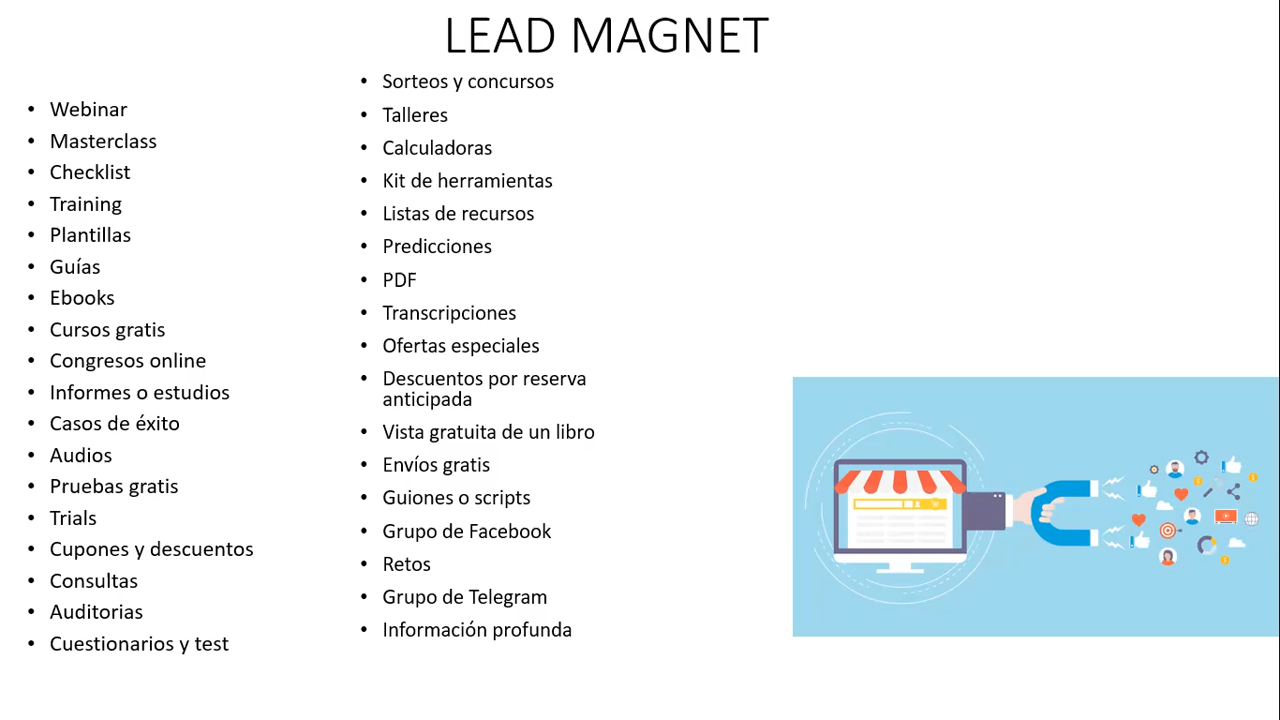 LEAD MAGNET
• Webinar
• Masterclass
• Checklist
• Training
• Plantillas
• Guías
• Ebooks
• Cursos gratis
• Congresos online
• Informes o estudios
• Casos de éxito
• Audios
• Pruebas gratis
• Trials
• Cupones y descuentos
• Consultas
• Auditorias
• Cuestionarios y test
• Sorteos y concursos
• Talleres
• Calculadoras
• Kit de herramientas
• Listas de recursos
• Predicciones
• PDF
• Transcripciones
• Ofertas especiales
• Descuentos por reserva
anticipada
• Vista gratuita de un libro
• Envíos gratis
• Guiones o scripts
• Grupo de Facebook
• Retos
• Grupo de Telegram
• Información profunda